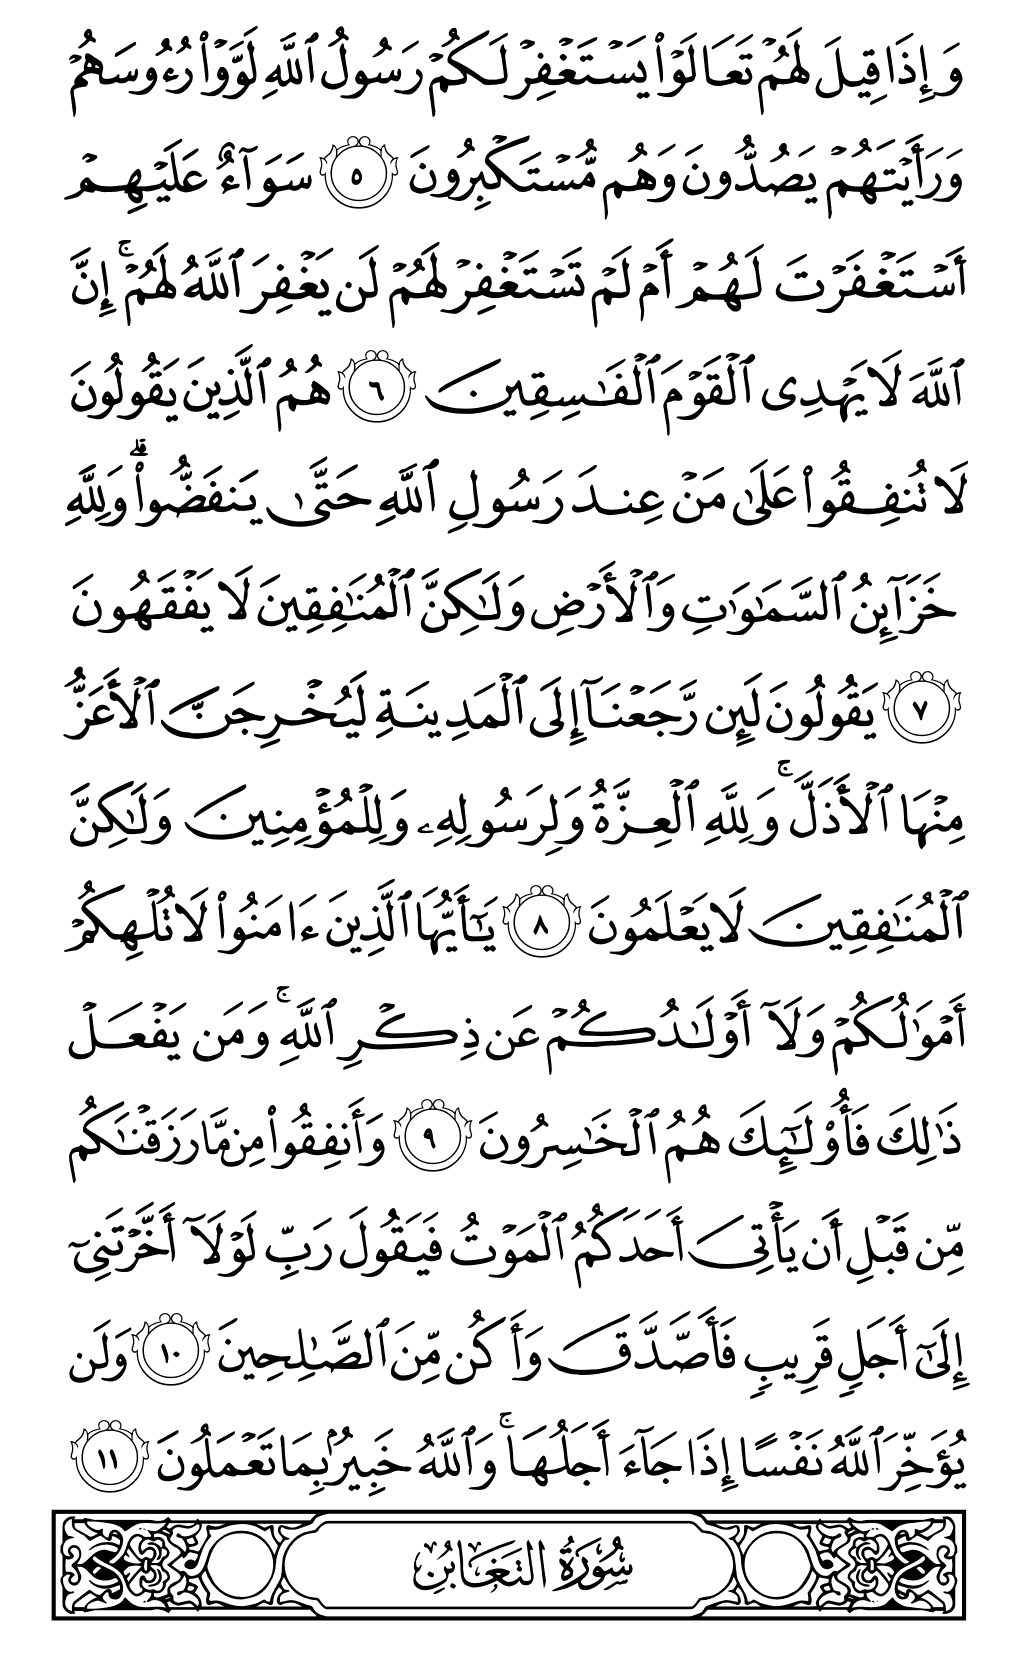 وَإِذَا قِيلَ لَهُمْ تَعَالَوْا۟ يَسْتَغْفِرْ لَكُمْ رَسُولُ ٱللَّهِ لَوَّوْا۟ رُءُوسَهُمْ
وَرَأَيْتَهُمْ يَصُدُّونَ وَهُم مُّسْتَكْبِرُونَ ٥ سَوَآءٌ عَلَيْهِمْ
أَسْتَغْفَرْتَ لَهُمْ أَمْ لَمْ تَسْتَغْفِرْ لَهُمْ لَن يَغْفِرَ ٱللَّهُ لَهُمْ ۚ إِنَّ
ٱللَّهَ لَا يَهْدِى ٱلْقَوْمَ ٱلْفَـٰسِقِينَ ٦ هُمُ ٱلَّذِينَ يَقُولُونَ
لَا تُنفِقُوا۟ عَلَىٰ مَنْ عِندَ رَسُولِ ٱللَّهِ حَتَّىٰ يَنفَضُّوا۟ ۗ وَلِلَّهِ
خَزَآئِنُ ٱلسَّمَـٰوَٰتِ وَٱلْأَرْضِ وَلَـٰكِنَّ ٱلْمُنَـٰفِقِينَ لَا يَفْقَهُونَ
٧ يَقُولُونَ لَئِن رَّجَعْنَآ إِلَى ٱلْمَدِينَةِ لَيُخْرِجَنَّ ٱلْأَعَزُّ
مِنْهَا ٱلْأَذَلَّ ۚ وَلِلَّهِ ٱلْعِزَّةُ وَلِرَسُولِهِۦ وَلِلْمُؤْمِنِينَ وَلَـٰكِنَّ
ٱلْمُنَـٰفِقِينَ لَا يَعْلَمُونَ ٨ يَـٰٓأَيُّهَا ٱلَّذِينَ ءَامَنُوا۟ لَا تُلْهِكُمْ
أَمْوَٰلُكُمْ وَلَآ أَوْلَـٰدُكُمْ عَن ذِكْرِ ٱللَّهِ ۚ وَمَن يَفْعَلْ
ذَٰلِكَ فَأُو۟لَـٰٓئِكَ هُمُ ٱلْخَـٰسِرُونَ ٩ وَأَنفِقُوا۟ مِن مَّا رَزَقْنَـٰكُم
مِّن قَبْلِ أَن يَأْتِىَ أَحَدَكُمُ ٱلْمَوْتُ فَيَقُولَ رَبِّ لَوْلَآ أَخَّرْتَنِىٓ
إِلَىٰٓ أَجَلٍ قَرِيبٍ فَأَصَّدَّقَ وَأَكُن مِّنَ ٱلصَّـٰلِحِينَ ١٠ وَلَن
يُؤَخِّرَ ٱللَّهُ نَفْسًا إِذَا جَآءَ أَجَلُهَا ۚ وَٱللَّهُ خَبِيرٌۢ بِمَا تَعْمَلُونَ ١١
سُورَةُ التَّغَابُنِ